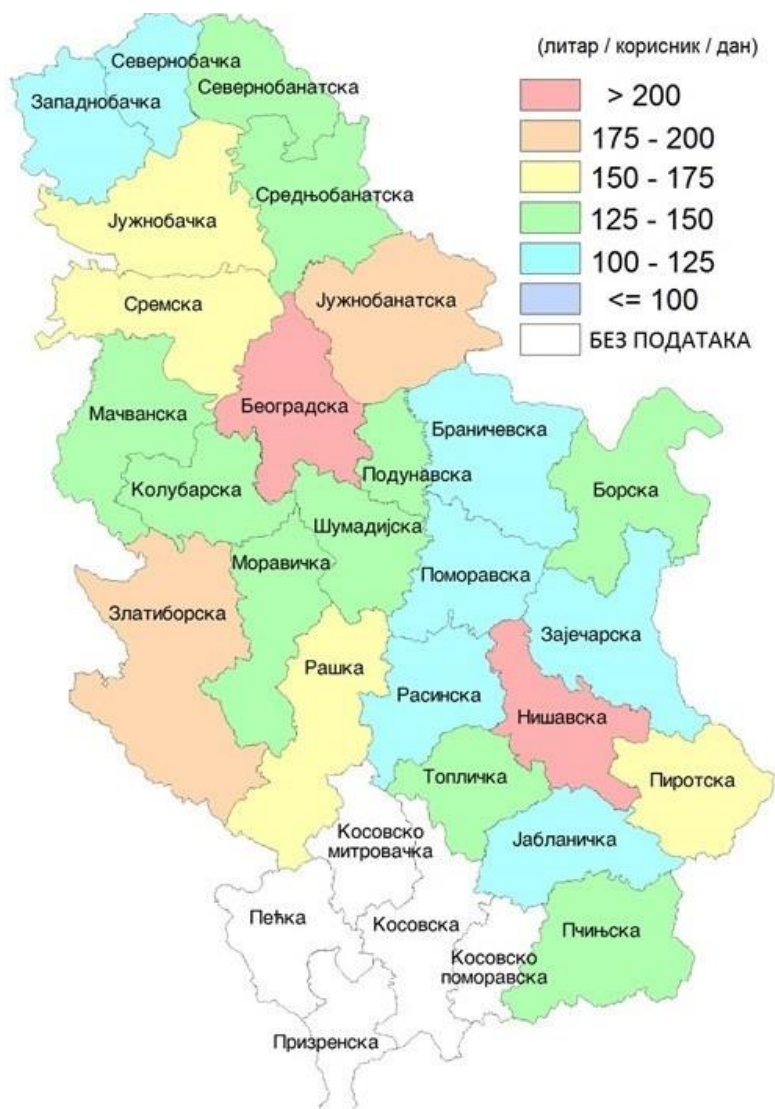 (литар / корисник / дан)
> 200
175 - 200
150 - 175
125 - 150
100 - 125
<= 100
БЕЗ ПОДАТАКА
Севернобачка
Севернобанатска
Западнобачка
Средњобанатска
Јужнобачка
Јужнобанатска
Сремска
Београдска
Мачванска
Браничевска
Подунавска
Колубарска
Борска
Шумадијска
Моравичка
Поморавска
Златиборска
Зајечарска
Рашка
Расинска
Нишавска
Топличка
Пиротска
Косовско
митровачка
Јабланичка
Пећка
Косовска
Пчињска
Косовско
поморавска
Призренска